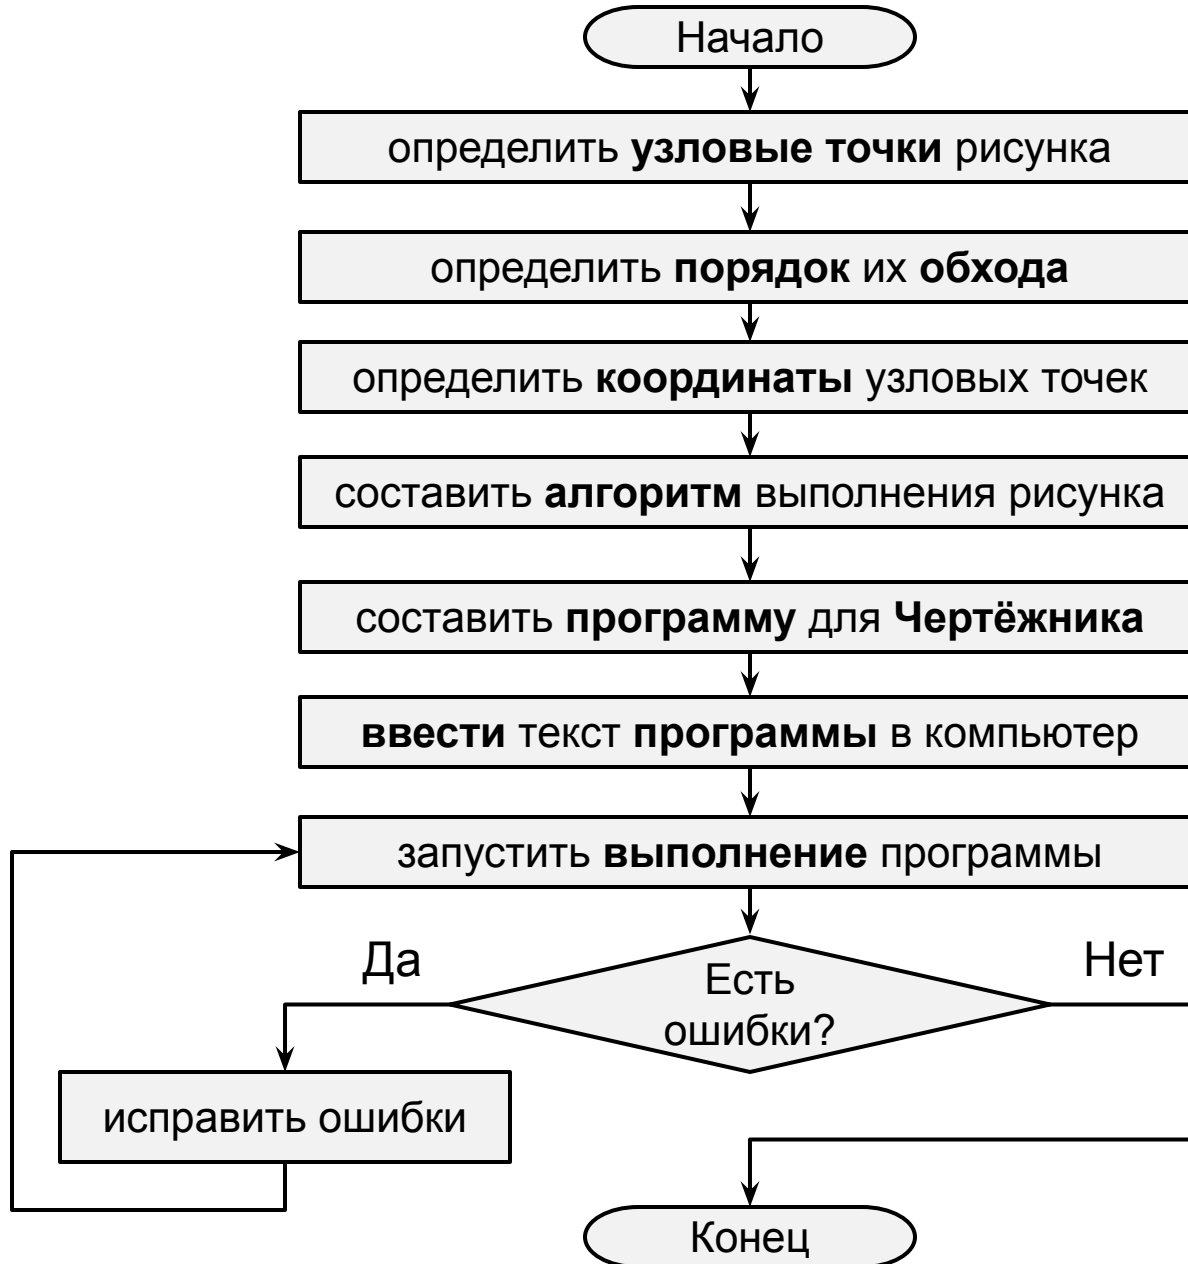 Начало
определить узловые точки рисунка
определить порядок их обхода
определить координаты узловых точек
составить алгоритм выполнения рисунка
составить программу для Чертёжника
ввести текст программы в компьютер
запустить выполнение программы
Да
Нет
Есть
ошибки?
исправить ошибки
Конец